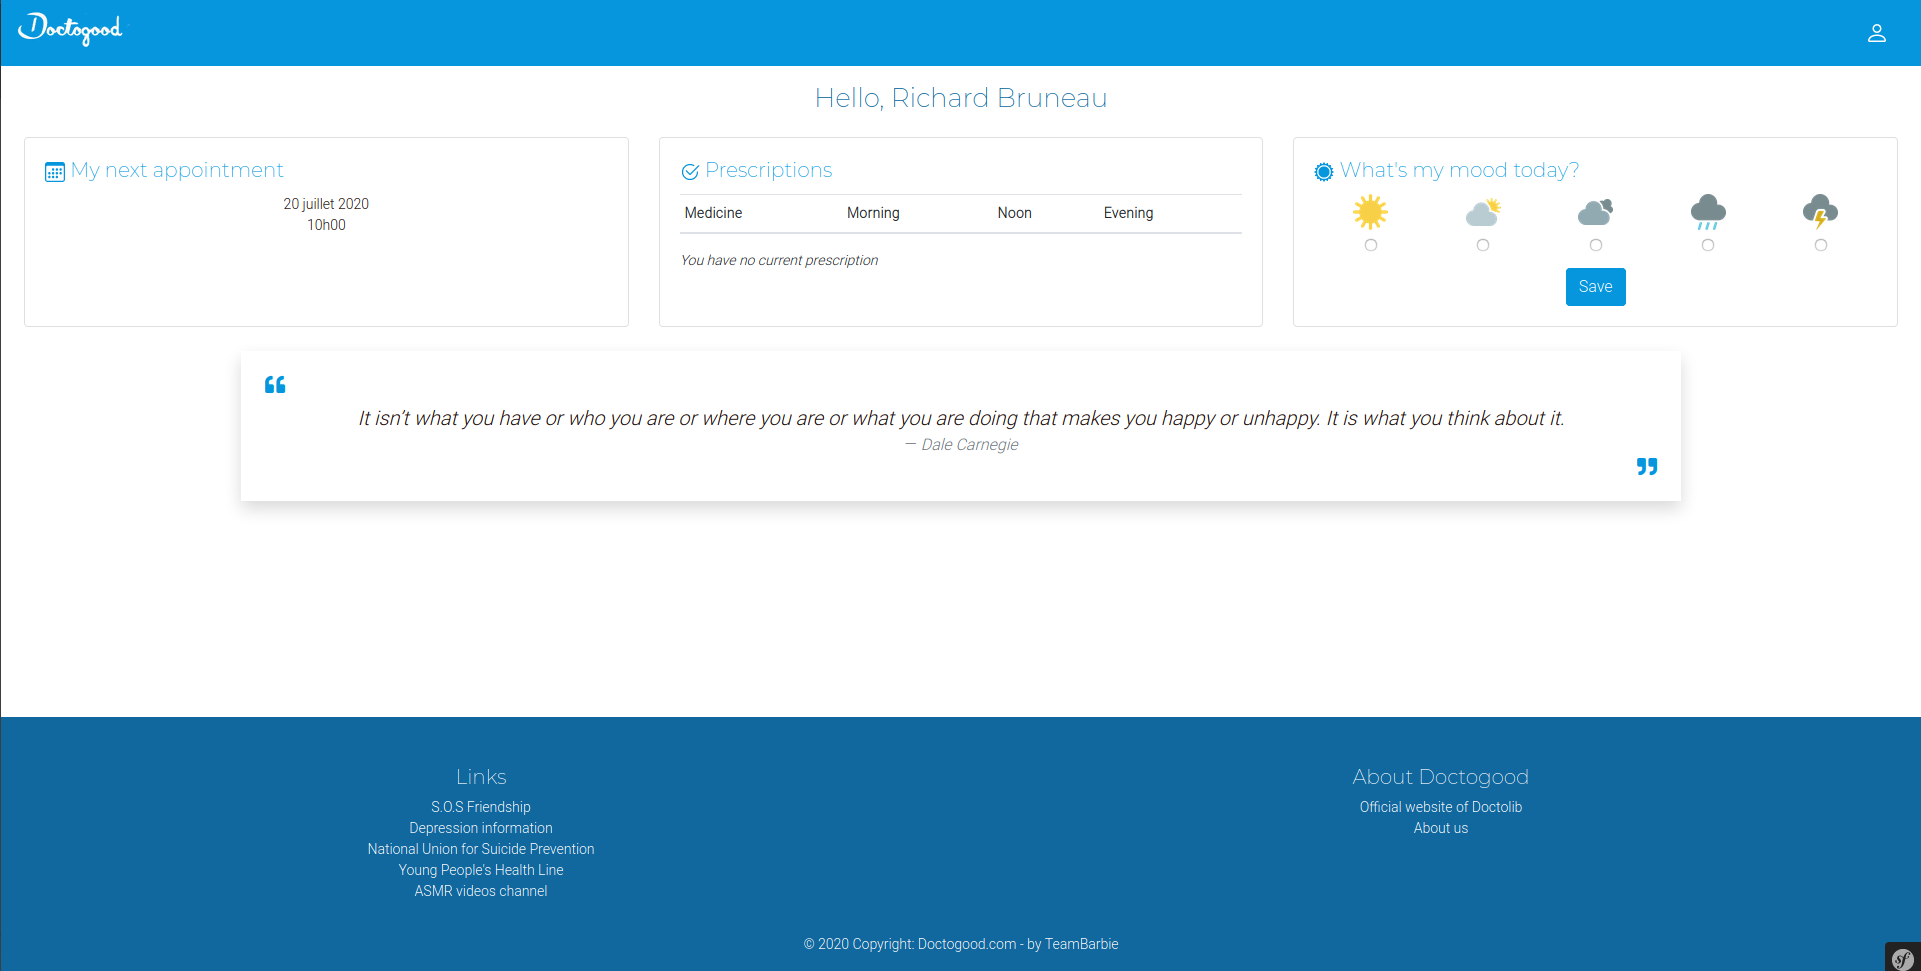 Doctogood
Hello, Richard Bruneau
My next appointment
20 juillet 2020
10h00
Prescriptions
Medicine Morning Noon Evening
You have no current prescription
What's my mood today?
Save
“
It isn’t what you have or who you are or where you are or what you are doing that makes you happy or unhappy. It is what you think about it.
— Dale Carnegie
”
Links
S.O.S Friendship
Depression information
National Union for Suicide Prevention
Young People's Health Line
ASMR videos channel
About Doctogood
Official website of Doctolib
About us
© 2020 Copyright: Doctogood.com - by TeamBarbie
sf